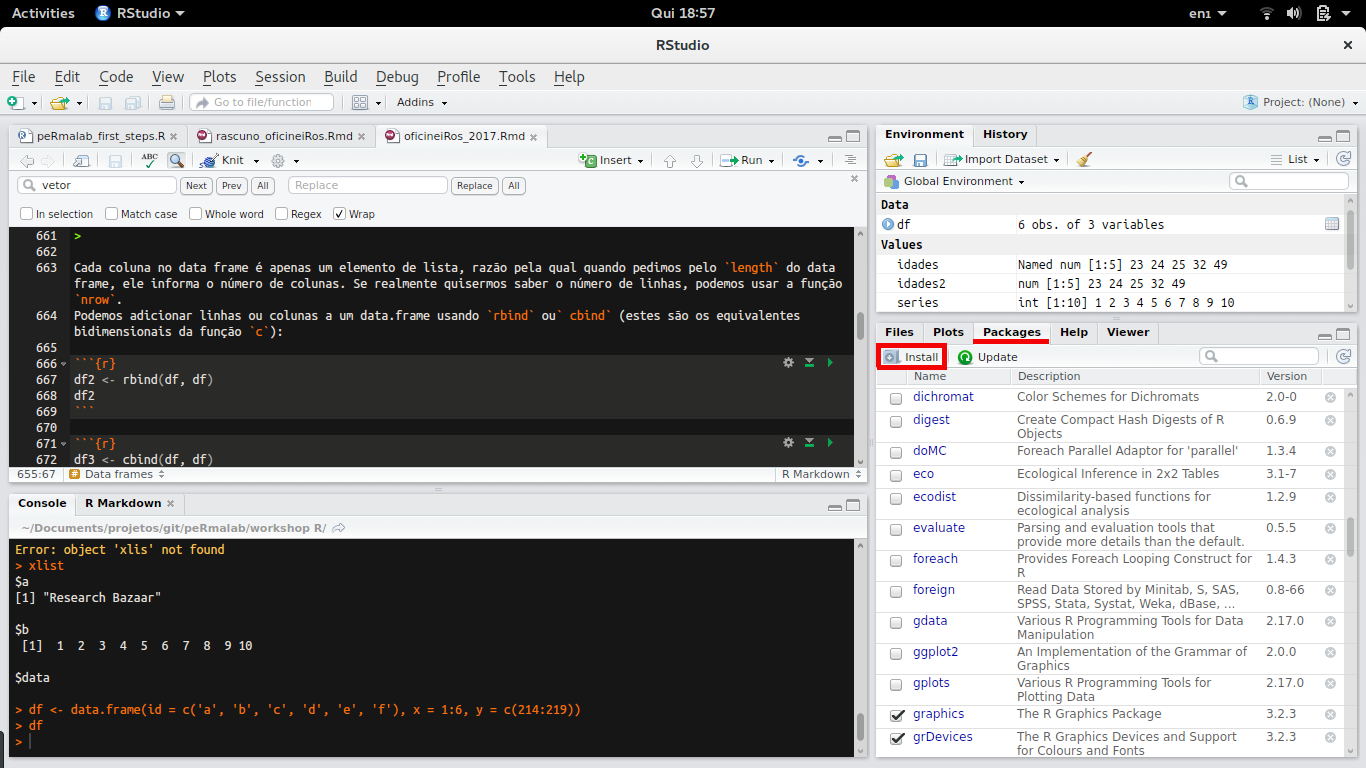 Activities RStudio Qui 18:57 en1
RStudio
File Edit Code View Plots Session Build Debug Profile Tools Help
Go to file/function Addins Project: (None)
peRmalab_first_steps.R rascuno_oficineiRos.Rmd oficineiRos_2017.Rmd
ABC Knit Insert Run
vetor Next Prev All Replace Replace All
In selection Match case Whole word Regex Wrap
661 >
662
663 Cada coluna no data frame é apenas um elemento de lista, razão pela qual quando pedimos pelo `length` do data
frame, ele informa o número de colunas. Se realmente quisermos saber o número de linhas, podemos usar a função
`nrow`.
664 Podemos adicionar linhas ou colunas a um data.frame usando `rbind` ou` cbind` (estes são os equivalentes
bidimensionais da função `c`):
665
666 ```{r}
667 df2 <- rbind(df, df)
668 df2
669 ```
670
671 ```{r}
672 df3 <- cbind(df, df)
655:67 # Data frames R Markdown
Console R Markdown
~/Documents/projetos/git/peRmalab/workshop R/
Error: object 'xlis' not found
> xlist
$a
[1] "Research Bazaar"
$b
[1] 1 2 3 4 5 6 7 8 9 10
$data
> df <- data.frame(id = c('a', 'b', 'c', 'd', 'e', 'f'), x = 1:6, y = c(214:219))
> df
>
Environment History
Import Dataset List
Global Environment
Data
df 6 obs. of 3 variables
Values
idades Named num [1:5] 23 24 25 32 49
idades2 num [1:5] 23 24 25 32 49
series int [1:10] 1 2 3 4 5 6 7 8 9 10
Files Plots Packages Help Viewer
Install Update
Name Description Version
dichromat Color Schemes for Dichromats 2.0-0
digest Create Compact Hash Digests of R 0.6.9
Objects
doMC Foreach Parallel Adaptor for 'parallel' 1.3.4
eco Ecological Inference in 2x2 Tables 3.1-7
ecodist Dissimilarity-based functions for 1.2.9
ecological analysis
evaluate Parsing and evaluation tools that 0.5.5
provide more details than the default.
foreach Provides Foreach Looping Construct for 1.4.3
R
foreign Read Data Stored by Minitab, S, SAS, 0.8-66
SPSS, Stata, Systat, Weka, dBase, ...
gdata Various R Programming Tools for Data 2.17.0
Manipulation
ggplot2 An Implementation of the Grammar of 2.0.0
Graphics
gplots Various R Programming Tools for 2.17.0
Plotting Data
graphics The R Graphics Package 3.2.3
grDevices The R Graphics Devices and Support 3.2.3
for Colours and Fonts